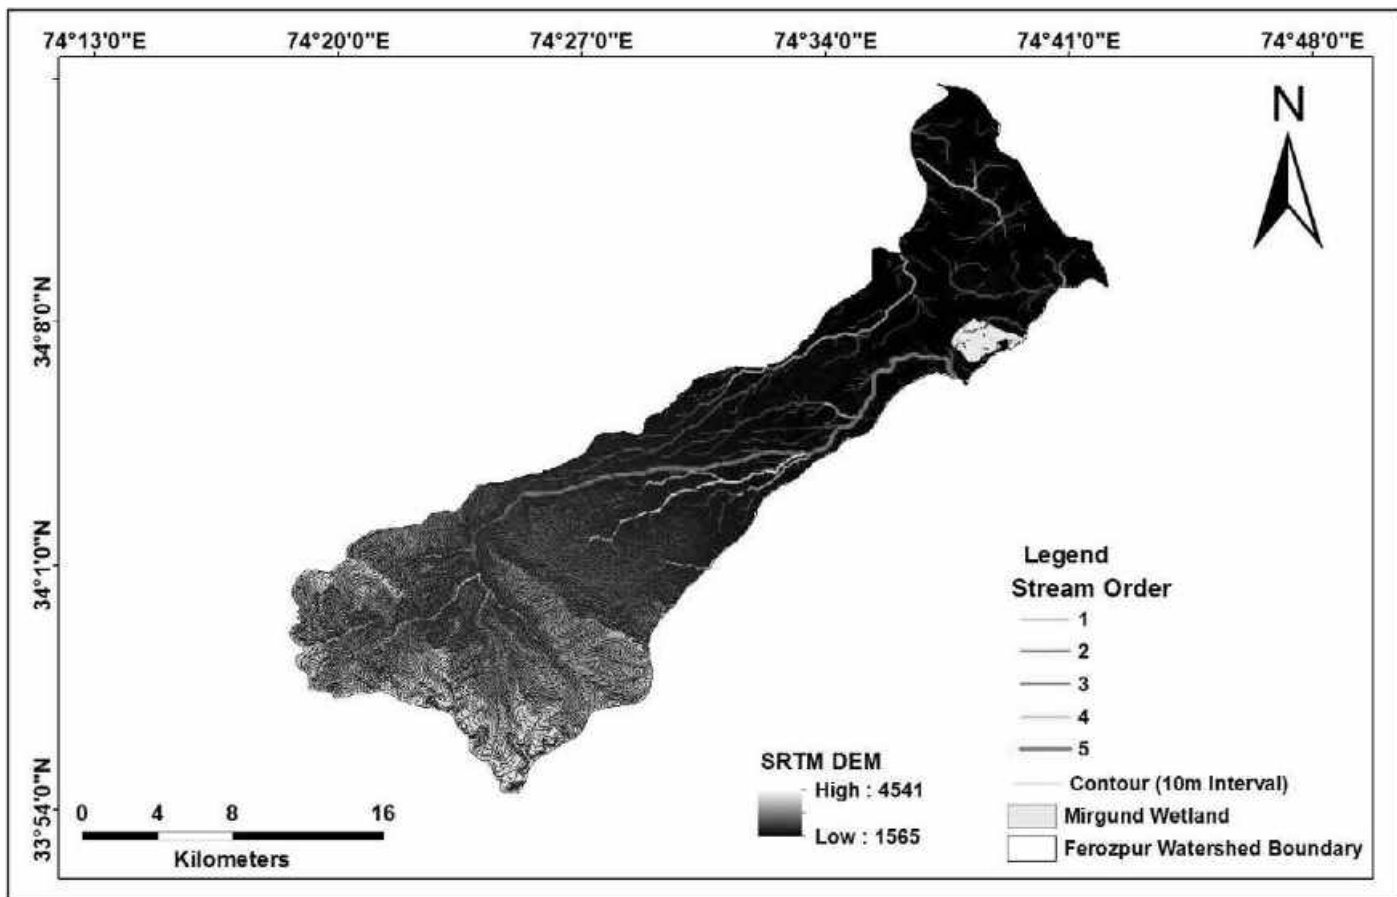 74°13'0"E 74°20'0"E 74°27'0"E 74°34'0"E 74°41'0"E 74°48'0"E
N
34°8'0"N
34°1'0"N
33°54'0"N
Legend
Stream Order
1
2
3
4
5
Contour (10m Interval)
Mirgund Wetland
Ferozpur Watershed Boundary
SRTM DEM
High : 4541
Low : 1565
0 4 8 16
Kilometers